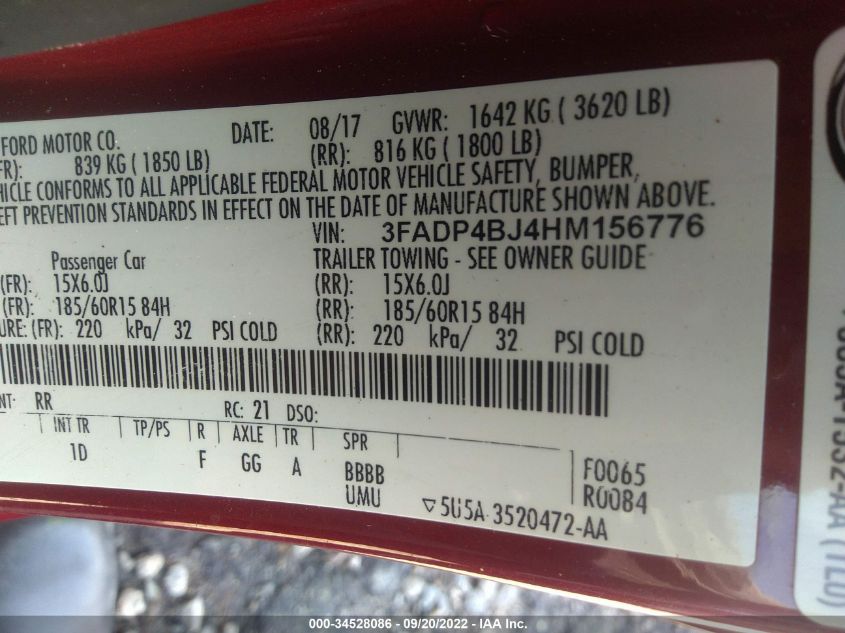 FORD MOTOR CO. DATE: 08/17 GVWR: 1642 KG ( 3620 LB)
FR): 839 KG ( 1850 LB) (RR): 816 KG ( 1800 LB)
HICLE CONFORMS TO ALL APPLICABLE FEDERAL MOTOR VEHICLE SAFETY, BUMPER,
EFT PREVENTION STANDARDS IN EFFECT ON THE DATE OF MANUFACTURE SHOWN ABOVE.
VIN: 3FADP4BJ4HM156776
Passenger Car TRAILER TOWING - SEE OWNER GUIDE
(FR): 15X6.0J (RR): 15X6.0J
(FR): 185/60R15 84H (RR): 185/60R15 84H
URE: (FR): 220 kPa/ 32 PSI COLD (RR): 220 kPa/ 32 PSI COLD
NT: RR RC: 21 DSO:
INT TR TP/PS R AXLE TR SPR
1D F GG A BBBB F0065
UMU R0084
▽5U5A-3520472-AA
000-34528086 - 09/20/2022 - IAA Inc.